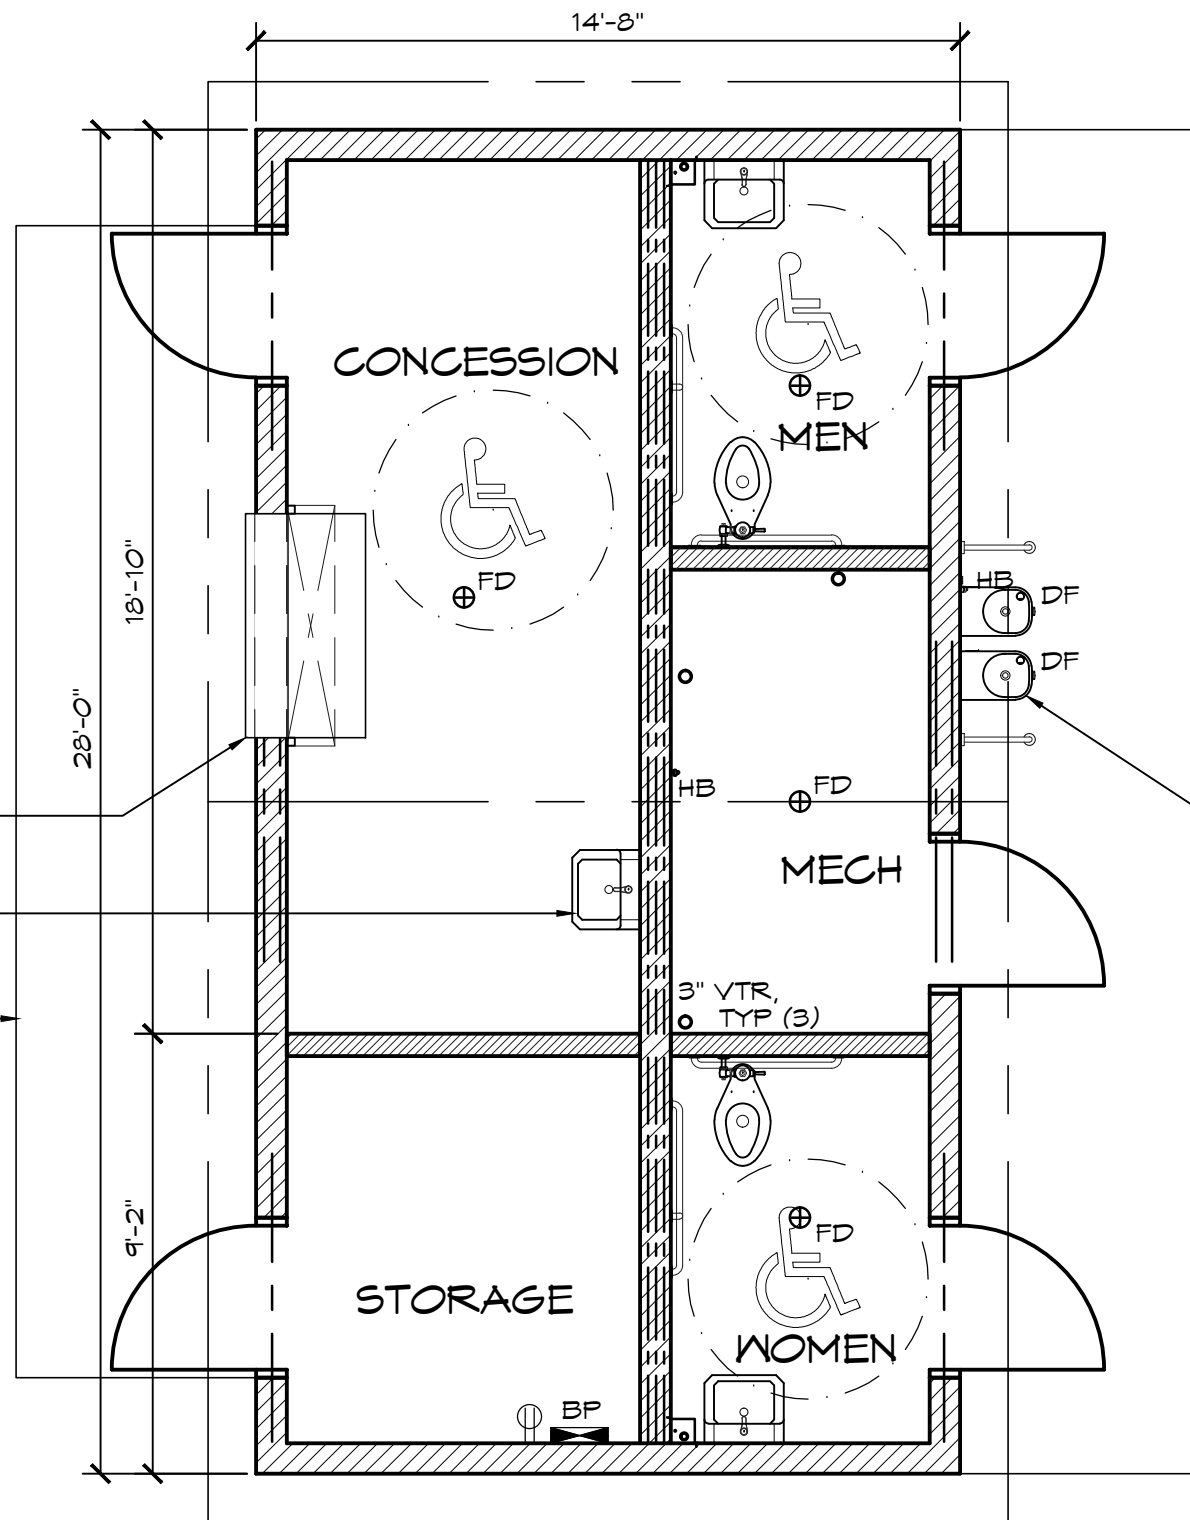 14'-8"
CONCESSION
FD
MEN
18'-10"
FD
HB
DF
DF
28'-0"
HB
FD
MECH
3" VTR,
TYP (3)
9'-2"
FD
STORAGE
WOMEN
BP